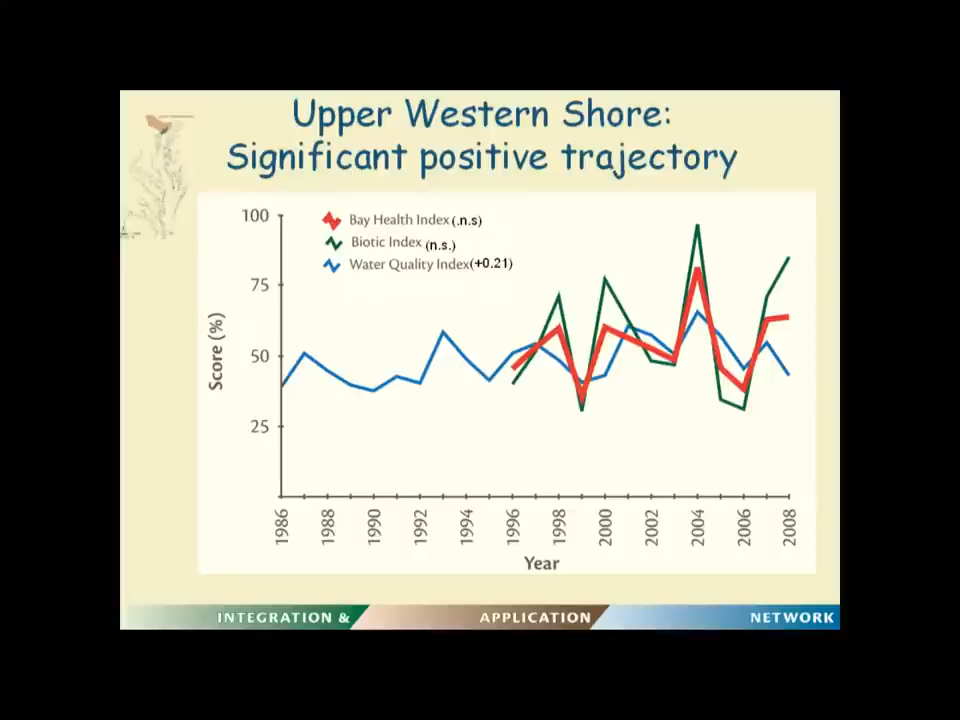 Upper Western Shore:
Significant positive trajectory
100
75
50
25
Score (%)
Bay Health Index(.n.s)
Biotic Index (n.s.)
Water Quality Index(+0.21)
1986
1988
1990
1992
1994
1996
1998
2000
2002
2004
2006
2008
Year
INTEGRATION & APPLICATION NETWORK